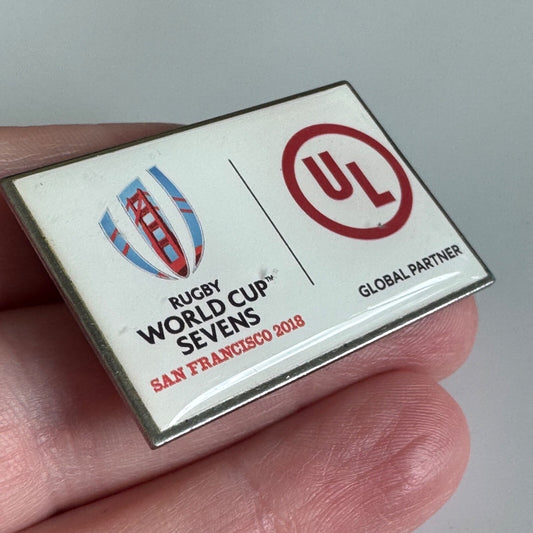 RUGBY
WORLD CUP™
SEVENS
SAN FRANCISCO 2018
UL
GLOBAL PARTNER